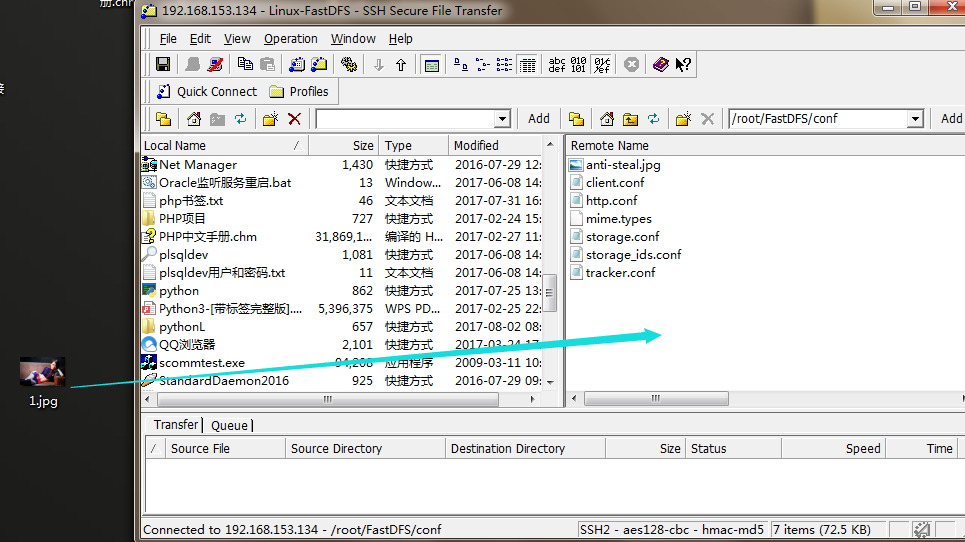 册.chr
192.168.153.134 - Linux-FastDFS - SSH Secure File Transfer
File Edit View Operation Window Help
Quick Connect Profiles
Add /root/FastDFS/conf Add
Local Name / Size Type Modified
Net Manager 1,430 快捷方式 2016-07-29 12:
Oracle监听服务重启.bat 13 Window... 2017-06-08 14:
php书签.txt 46 文本文档 2017-07-31 16:
PHP项目 727 快捷方式 2017-02-24 15:
PHP中文手册.chm 31,869,1... 编译的 H... 2017-02-27 11:
plsqldev 1,081 快捷方式 2017-06-08 14:
plsqldev用户和密码.txt 11 文本文档 2017-06-08 14:
python 862 快捷方式 2017-07-25 13:
Python3-[带标签完整版].... 5,396,375 WPS PD... 2017-02-25 22:
pythonL 657 快捷方式 2017-08-02 08:
QQ浏览器 2,101 快捷方式 2017-03-24 17:
scommtest.exe 94,208 应用程序 2009-03-11 10:
StandardDaemon2016 925 快捷方式 2016-07-29 09:
Remote Name
anti-steal.jpg
client.conf
http.conf
mime.types
storage.conf
storage_ids.conf
tracker.conf
接
1.jpg
Transfer Queue
/ Source File Source Directory Destination Directory Size Status Speed Time
Connected to 192.168.153.134 - /root/FastDFS/conf SSH2 - aes128-cbc - hmac-md5 7 items (72.5 KB)